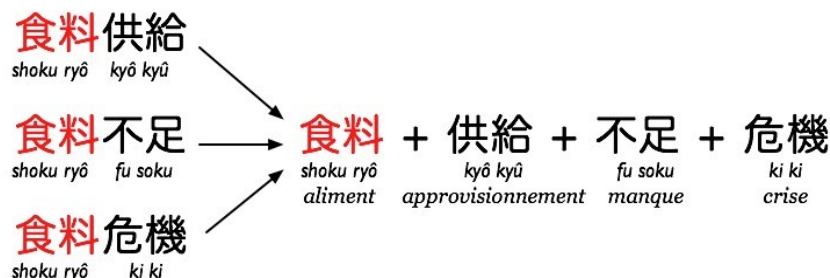 食料供給
shoku ryô kyô kyû
食料不足
shoku ryô fu soku
食料危機
shoku ryô ki ki
食料 + 供給 + 不足 + 危機
shoku ryô kyô kyû fu soku ki ki
aliment approvisionnement manque crise